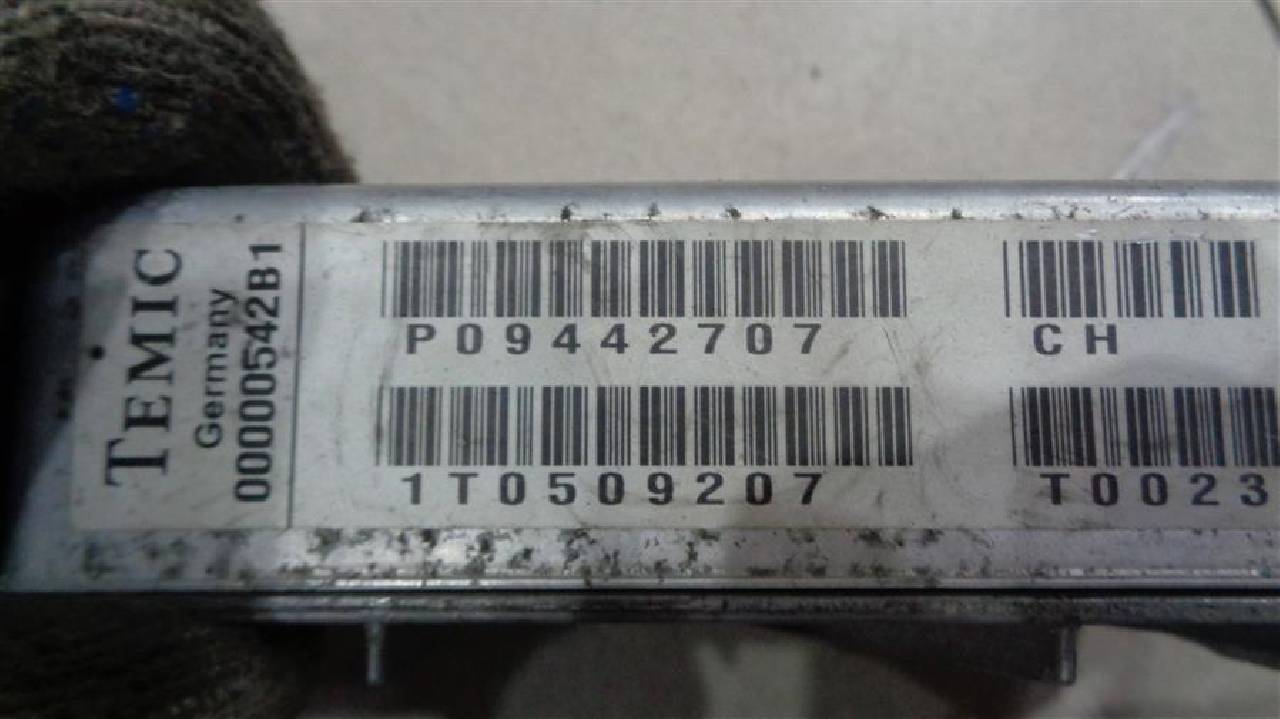 TEMIC
Germany
00000542B1
P09442707
CH
1T0509207
T0023